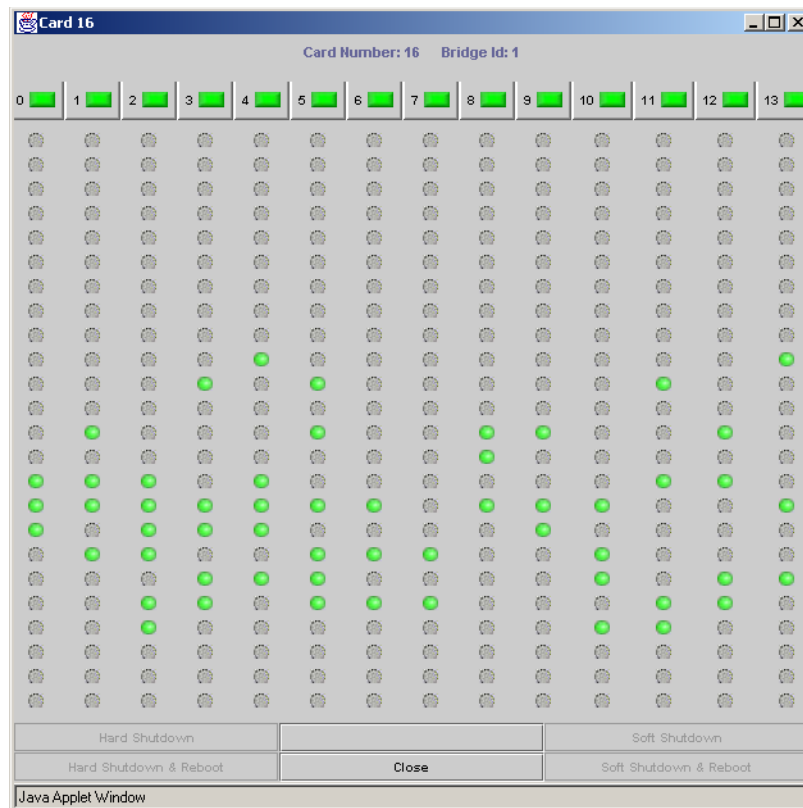 Card 16
Card Number: 16 Bridge Id: 1
0 1 2 3 4 5 6 7 8 9 10 11 12 13
Hard Shutdown Soft Shutdown
Hard Shutdown & Reboot Close Soft Shutdown & Reboot
Java Applet Window